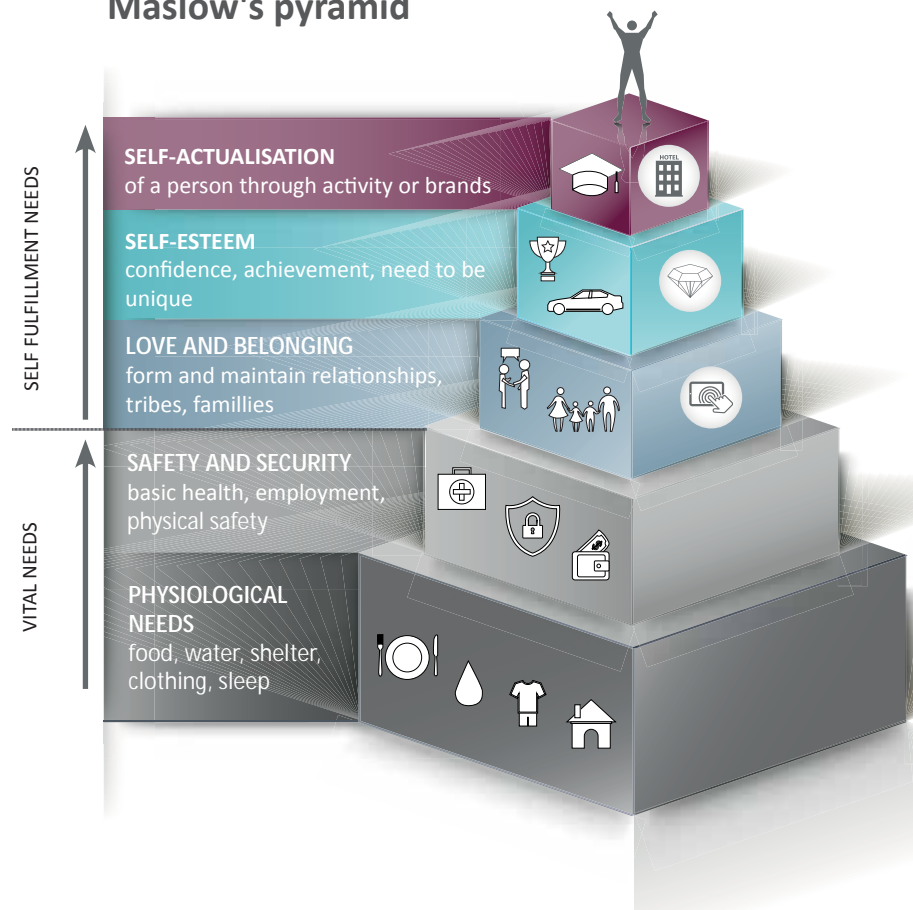 Maslow's pyramid
SELF FULFILLMENT NEEDS
SELF-ACTUALISATION
of a person through activity or brands
HOTEL
SELF-ESTEEM
confidence, achievement, need to be
unique
LOVE AND BELONGING
form and maintain relationships,
tribes, famillies
VITAL NEEDS
SAFETY AND SECURITY
basic health, employment,
physical safety
PHYSIOLOGICAL
NEEDS
food, water, shelter,
clothing, sleep